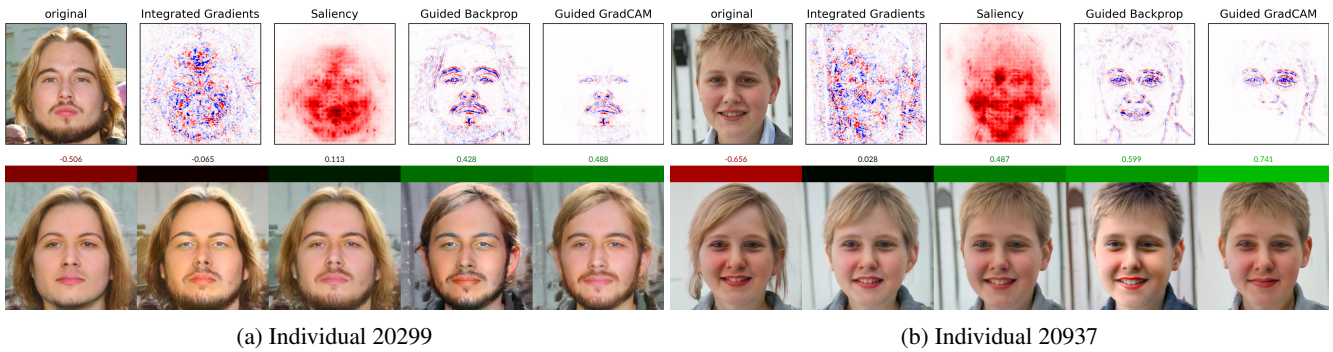 original Integrated Gradients Saliency Guided Backprop Guided GradCAM original Integrated Gradients Saliency Guided Backprop Guided GradCAM
-0.506 -0.065 0.113 0.428 0.488 -0.656 0.028 0.487 0.599 0.741
(a) Individual 20299 (b) Individual 20937